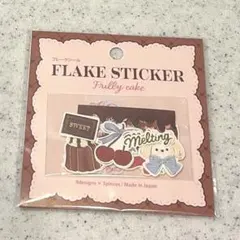 フレークシール
FLAKE STICKER
Frilly cake
SWEET
Melting
Made in Japan